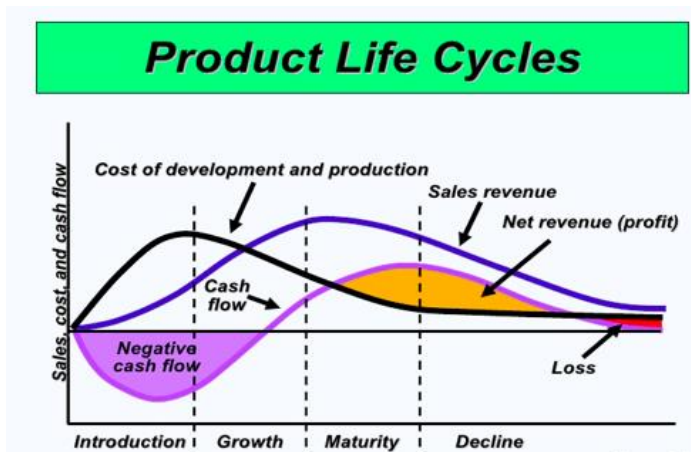 Product Life Cycles
Sales, cost, and cash flow
Cost of development and production
Sales revenue
Net revenue (profit)
Cash
flow
Negative
cash flow
Loss
Introduction
Growth
Maturity
Decline